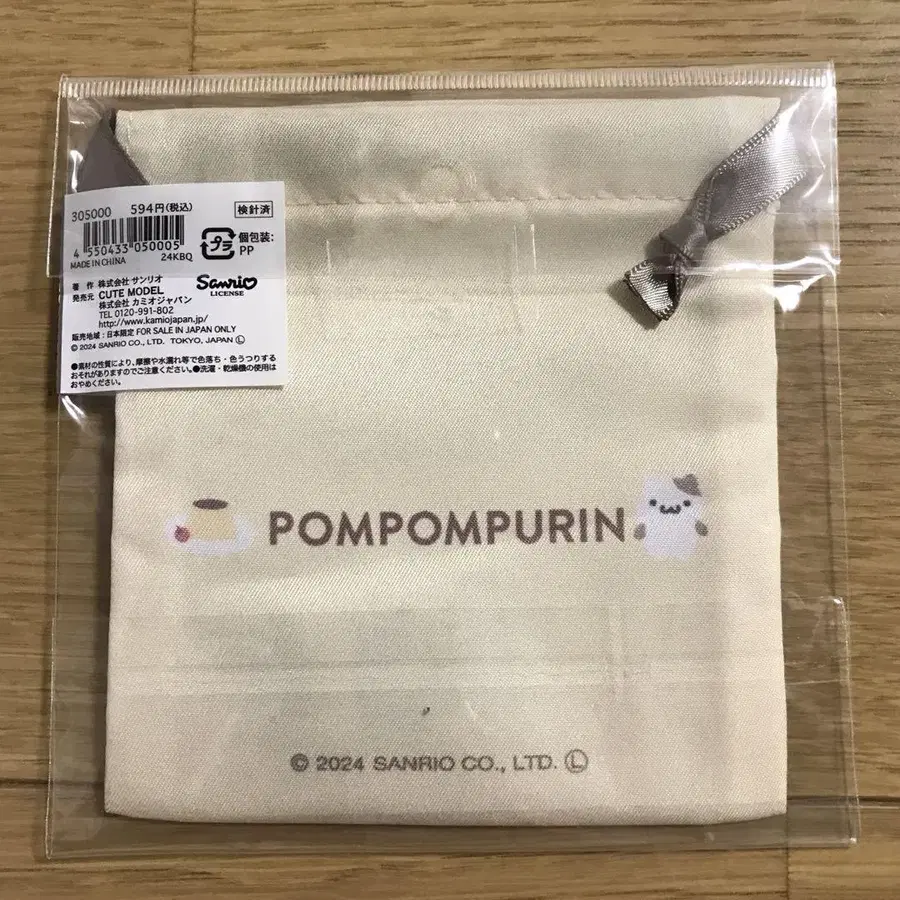 305000 594円(税込) 検針済
4 550433 050005
MADE IN CHINA 24KBQ
プラ 個包装:
PP
著 作 株式会社 サンリオ
発売元 CUTE MODEL
株式会社 カミオジャパン
TEL 0120-991-802
http://www.kamiojapan.jp/
Sanrio
LICENSE
販売地域:日本限定 FOR SALE IN JAPAN ONLY
© 2024 SANRIO CO., LTD. TOKYO, JAPAN Ⓛ
●素材の性質により、摩擦や水濡れ等で色落ち・色うつりする
おそれがありますのでご注意ください。●洗濯・乾燥機の使用は
おやめください。
POMPOMPURIN
© 2024 SANRIO CO., LTD. Ⓛ